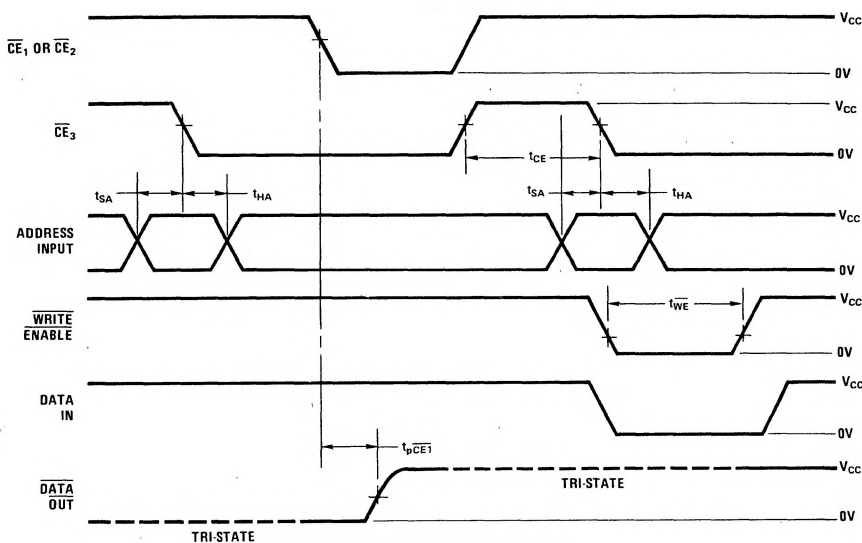 VCC
CE1 OR CE2
0V
VCC
CE3
tCE
0V
tSA
tHA
tSA
tHA
VCC
ADDRESS
INPUT
0V
VCC
WRITE
ENABLE
tWE
0V
VCC
DATA
IN
0V
tpCE1
VCC
DATA
OUT
TRI-STATE
0V
TRI-STATE